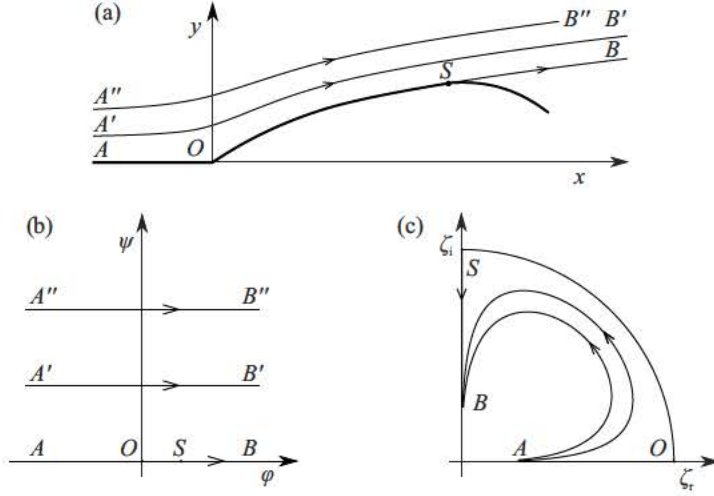 (a)
y
B″ B′
B
S
A″
A′
A O
x
(b)
ψ
A″ B″
A′ B′
A O S B
φ
(c)
ζi
S
B
A O
ζr